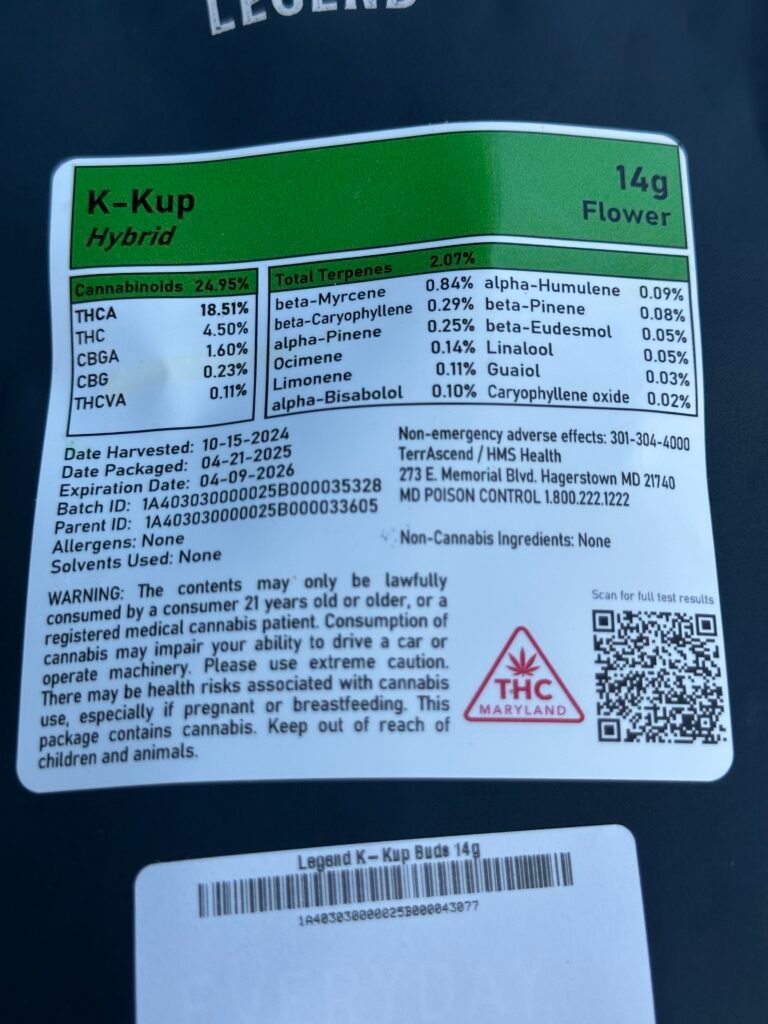 LEGEND
K-Kup
Hybrid
14g
Flower
Cannabinoids 24.95%
THCA 18.51%
THC 4.50%
CBGA 1.60%
CBG 0.23%
THCVA 0.11%
Total Terpenes 2.07%
beta-Myrcene 0.84%
beta-Caryophyllene 0.29%
alpha-Pinene 0.25%
Ocimene 0.14%
Limonene 0.11%
alpha-Bisabolol 0.10%
alpha-Humulene 0.09%
beta-Pinene 0.08%
beta-Eudesmol 0.05%
Linalool 0.05%
Guaiol 0.03%
Caryophyllene oxide 0.02%
Date Harvested: 10-15-2024
Date Packaged: 04-21-2025
Expiration Date: 04-09-2026
Batch ID: 1A403030000025B000035328
Parent ID: 1A403030000025B000033605
Allergens: None
Solvents Used: None
Non-emergency adverse effects: 301-304-4000
TerrAscend / HMS Health
273 E. Memorial Blvd. Hagerstown MD 21740
MD POISON CONTROL 1.800.222.1222
Non-Cannabis Ingredients: None
WARNING: The contents may only be lawfully
consumed by a consumer 21 years old or older, or a
registered medical cannabis patient. Consumption of
cannabis may impair your ability to drive a car or
operate machinery. Please use extreme caution.
There may be health risks associated with cannabis
use, especially if pregnant or breastfeeding. This
package contains cannabis. Keep out of reach of
children and animals.
THC
MARYLAND
Scan for full test results
Legend K-Kup Buds 14g
1A403030000025B000043077
EVERYDAY